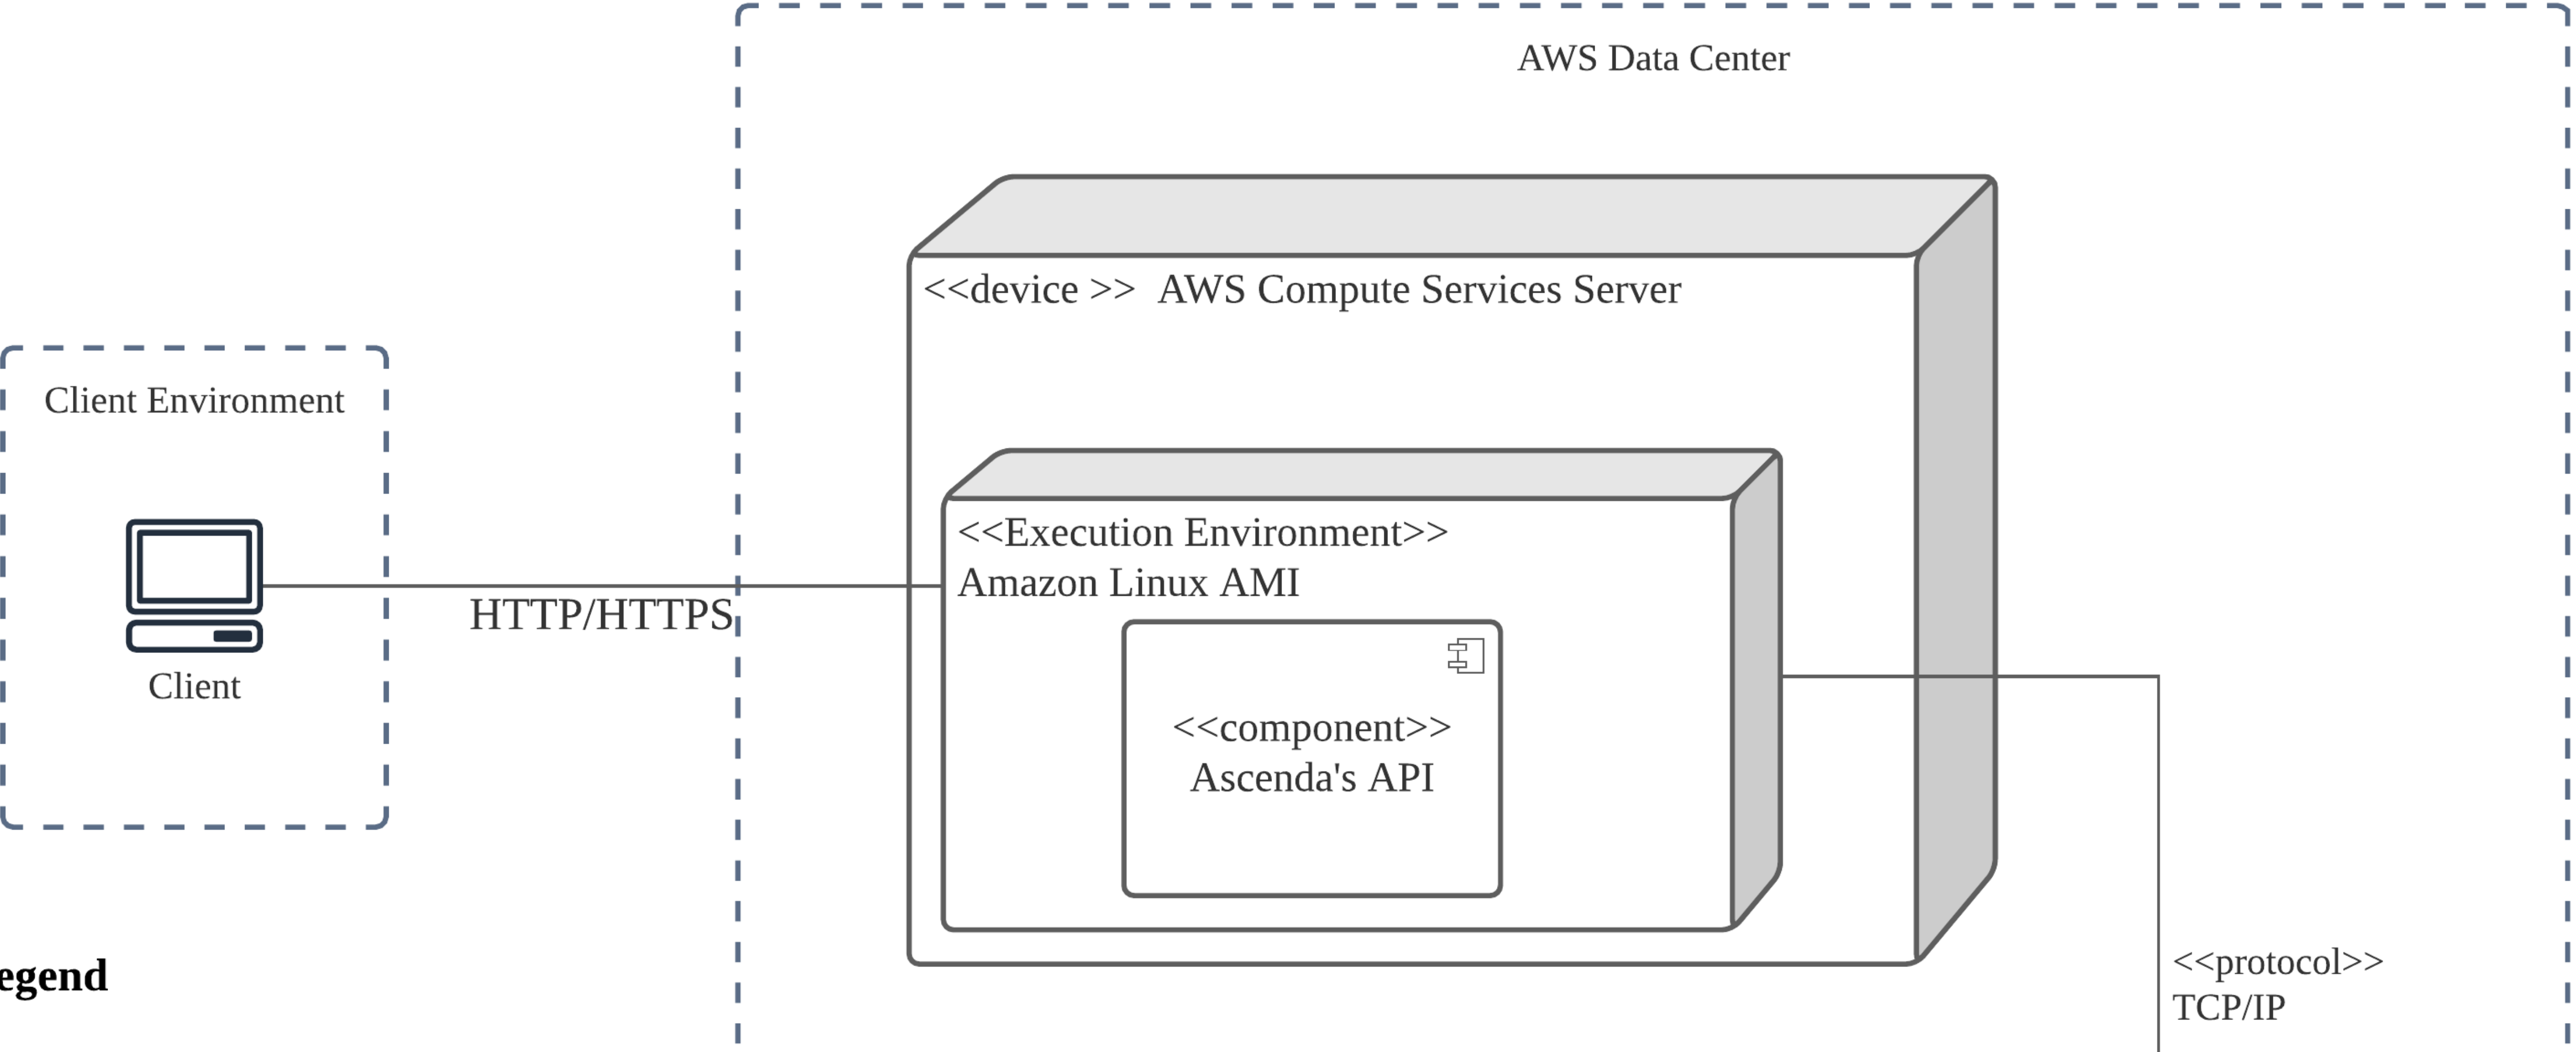 AWS Data Center
<<device >>  AWS Compute Services Server
Client Environment
<<Execution Environment>>
Amazon Linux AMI
HTTP/HTTPS
Client
<<component>>
Ascenda's API
egend
<<protocol>>
TCP/IP